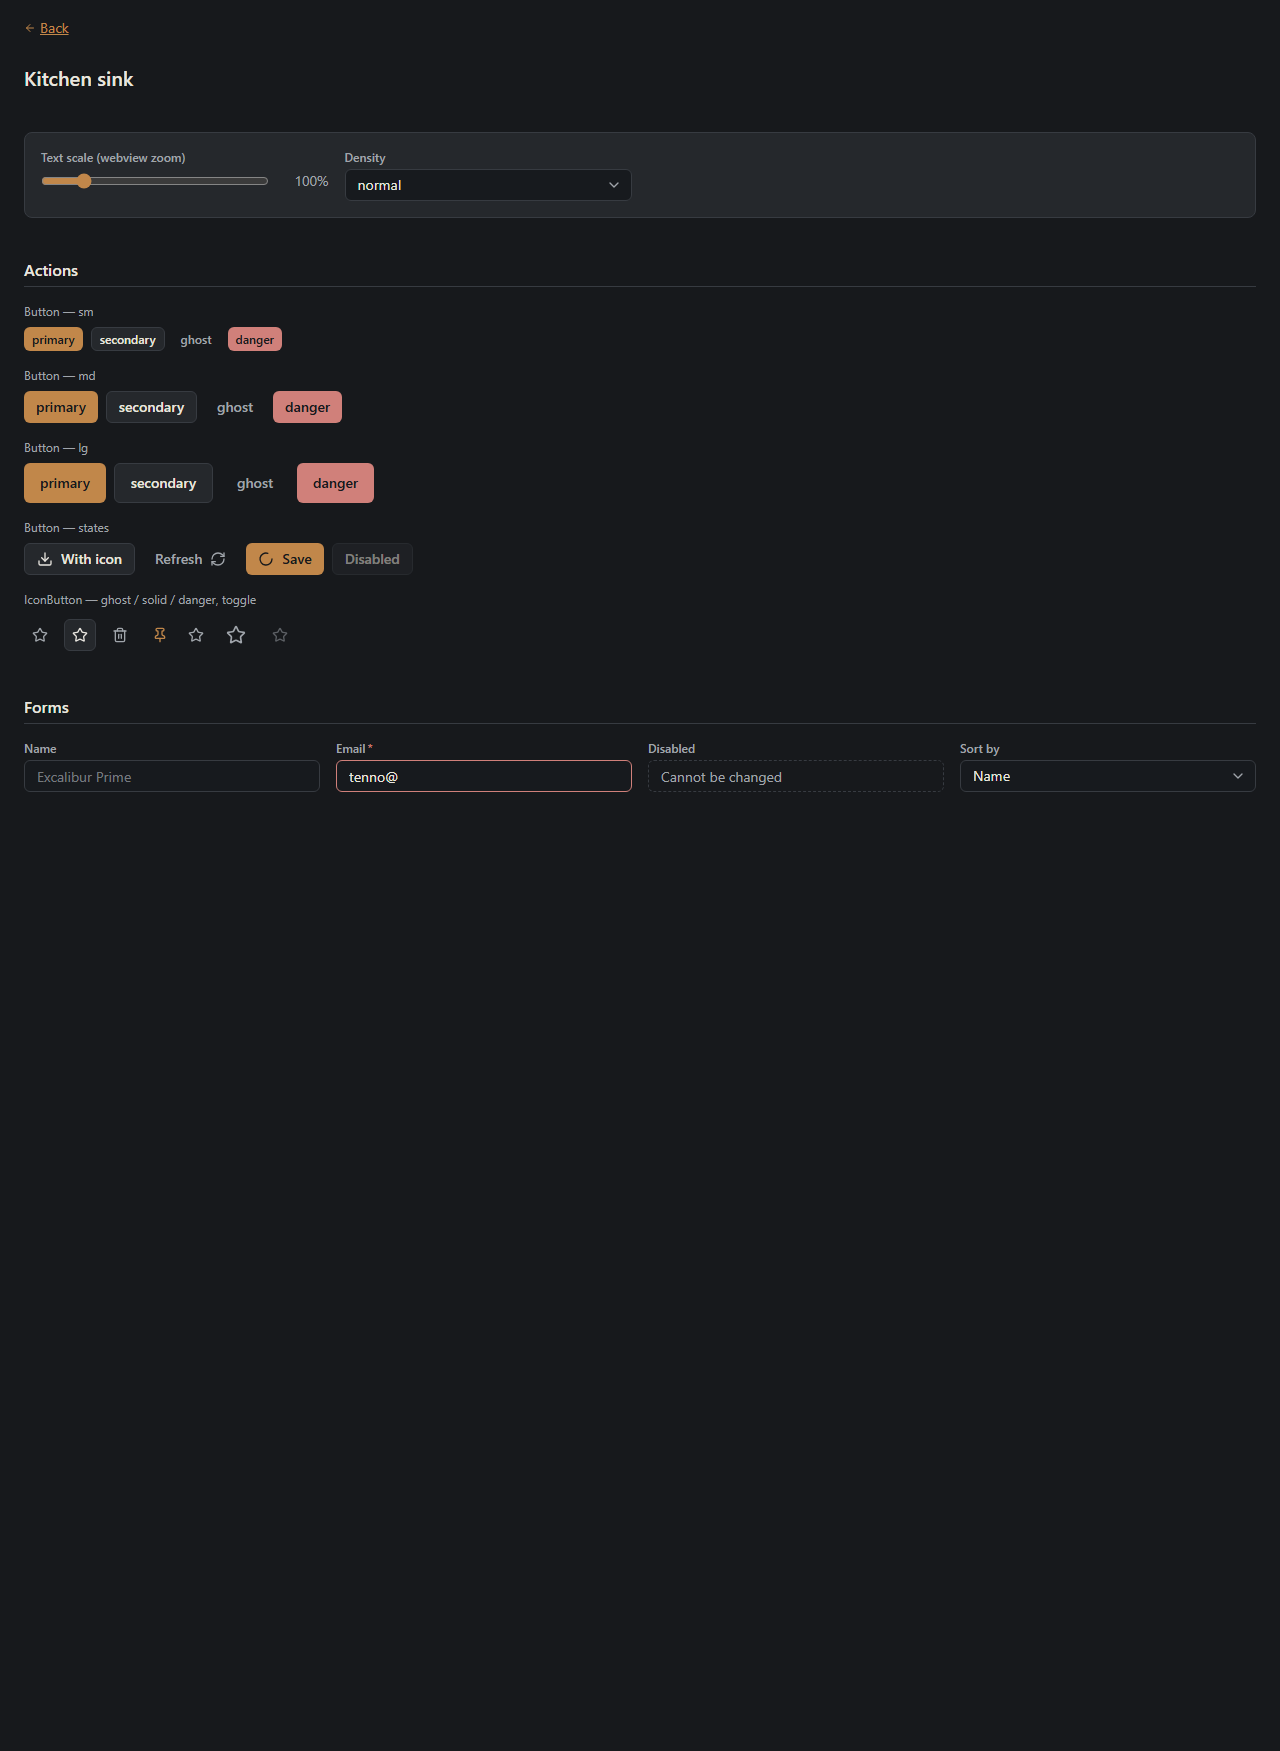 ← Back
Kitchen sink
Text scale (webview zoom)
100%
Density
normal
Actions
Button — sm
primary secondary ghost danger
Button — md
primary secondary ghost danger
Button — lg
primary secondary ghost danger
Button — states
With icon Refresh Save Disabled
IconButton — ghost / solid / danger, toggle
Forms
Name Email * Disabled Sort by
Excalibur Prime tenno@ Cannot be changed Name